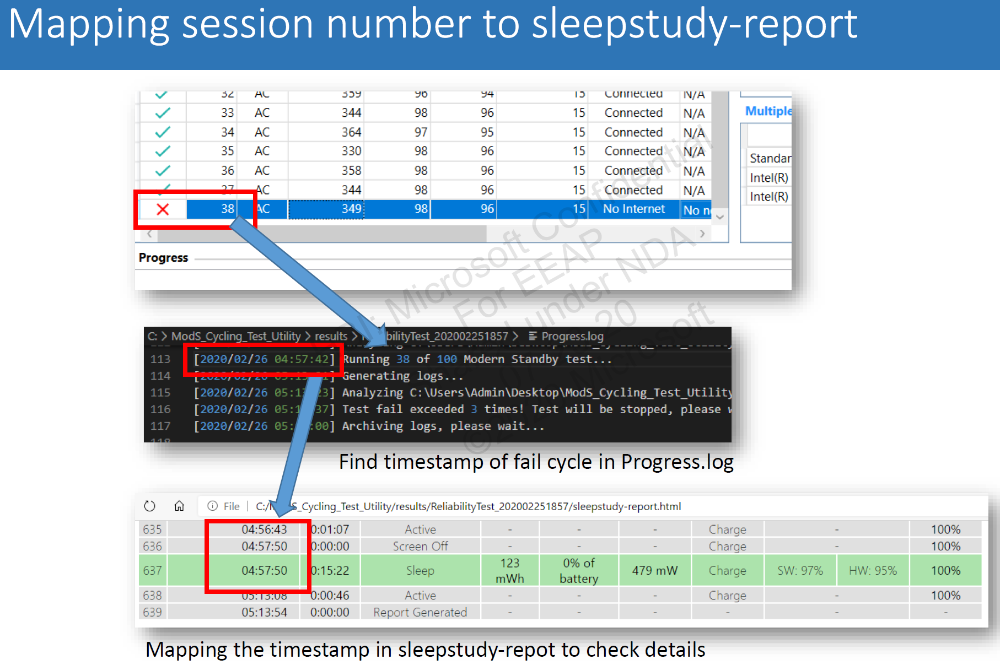 Mapping session number to sleepstudy-report
32 AC 359 96 94 15 Connected N/A
33 AC 344 98 96 15 Connected N/A
34 AC 364 97 95 15 Connected N/A
35 AC 330 98 96 15 Connected N/A
36 AC 358 98 96 15 Connected N/A
37 AC 344 98 96 15 Connected N/A
38 AC 349 98 96 15 No Internet No
Multiple
Standar
Intel(R)
Intel(R)
Progress
Microsoft Confidential
For EEAP
under NDA
C: > ModS_Cycling_Test_Utility > results > bilityTest_202002251857 > Progress.log
113 [2020/02/26 04:57:42] Running 38 of 100 Modern Standby test...
114 [2020/02/26 Generating logs...
115 [2020/02/26 05:13:23] Analyzing C:\Users\Admin\Desktop\ModS_Cycling_Test_Utility
116 [2020/02/26 05:1 37] Test fail exceeded 3 times! Test will be stopped, please
117 [2020/02/26 05: :00] Archiving logs, please wait...
118
©2020 Microsoft
Find timestamp of fail cycle in Progress.log
File | C:/ S_Cycling_Test_Utility/results/ReliabilityTest_202002251857/sleepstudy-report.html
635 04:56:43 0:01:07 Active - - - Charge - 100%
636 04:57:50 0:00:00 Screen Off - - - Charge - 100%
637 04:57:50 0:15:22 Sleep 123 mWh 0% of battery 479 mW Charge SW: 97% HW: 95% 100%
638 05:13:08 0:00:46 Active - - - Charge - 100%
639 05:13:54 0:00:00 Report Generated - - - - - -
Mapping the timestamp in sleepstudy-repot to check details